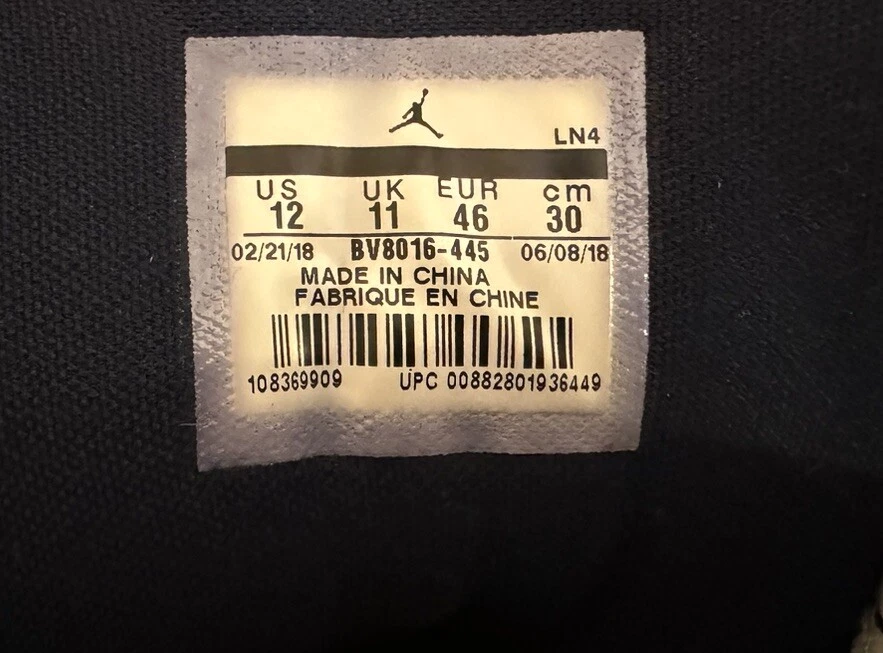 LN4
US UK EUR cm
12 11 46 30
02/21/18 BV8016-445 06/08/18
MADE IN CHINA
FABRIQUE EN CHINE
108369909 UPC 00882801936449